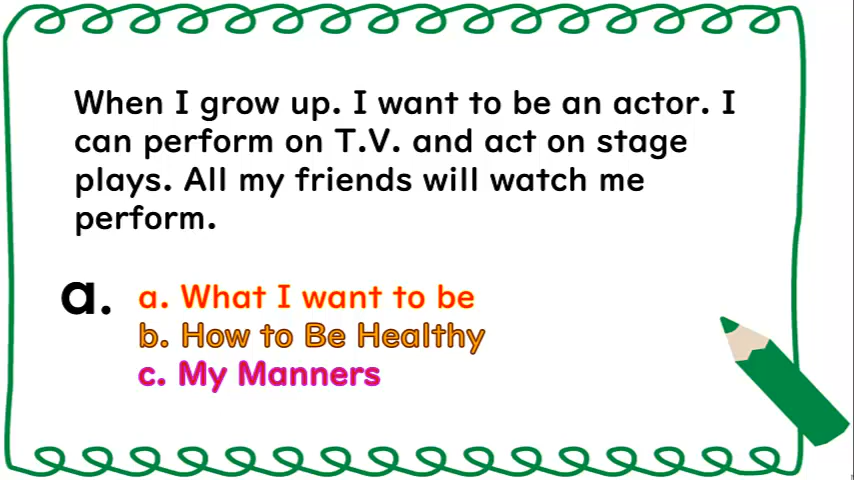 When I grow up. I want to be an actor. I
can perform on T.V. and act on stage
plays. All my friends will watch me
perform.
a.
a. What I want to be
b. How to Be Healthy
c. My Manners